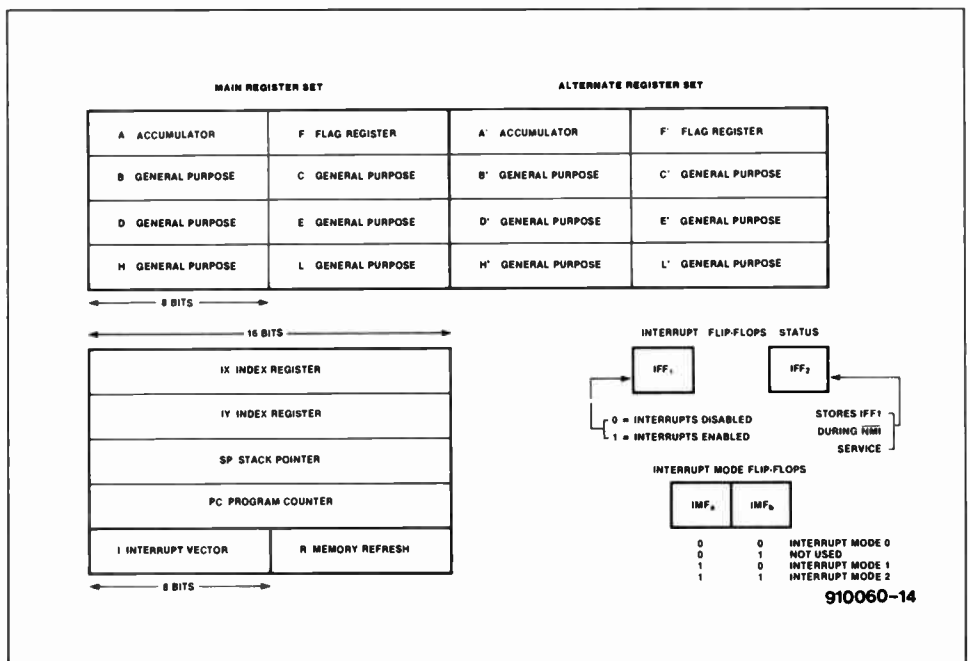 MAIN REGISTER SET ALTERNATE REGISTER SET
A ACCUMULATOR F FLAG REGISTER A' ACCUMULATOR F' FLAG REGISTER
B GENERAL PURPOSE C GENERAL PURPOSE B' GENERAL PURPOSE C' GENERAL PURPOSE
D GENERAL PURPOSE E GENERAL PURPOSE D' GENERAL PURPOSE E' GENERAL PURPOSE
H GENERAL PURPOSE L GENERAL PURPOSE H' GENERAL PURPOSE L' GENERAL PURPOSE
8 BITS
16 BITS
IX INDEX REGISTER
IY INDEX REGISTER
SP STACK POINTER
PC PROGRAM COUNTER
I INTERRUPT VECTOR R MEMORY REFRESH
8 BITS
INTERRUPT FLIP-FLOPS STATUS
IFF₁ IFF₂
0 = INTERRUPTS DISABLED
1 = INTERRUPTS ENABLED
STORES IFF1
DURING NMI
SERVICE
INTERRUPT MODE FLIP-FLOPS
IMFa IMFb
0 0 INTERRUPT MODE 0
0 1 NOT USED
1 0 INTERRUPT MODE 1
1 1 INTERRUPT MODE 2
910060-14